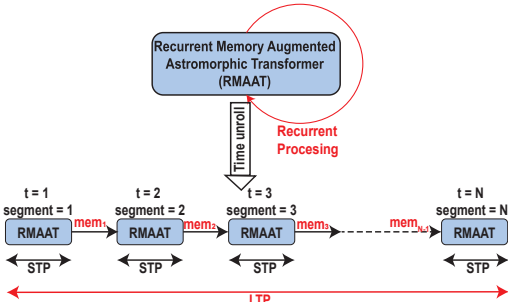 Recurrent Memory Augmented
Astromorphic Transformer
(RMAAT)
Recurrent
Procesing
Time unroll
t = 1
segment = 1
t = 2
segment = 2
t = 3
segment = 3
t = N
segment = N
RMAAT
mem1
RMAAT
mem2
RMAAT
mem3
memN-1
RMAAT
STP
STP
STP
STP
LTP